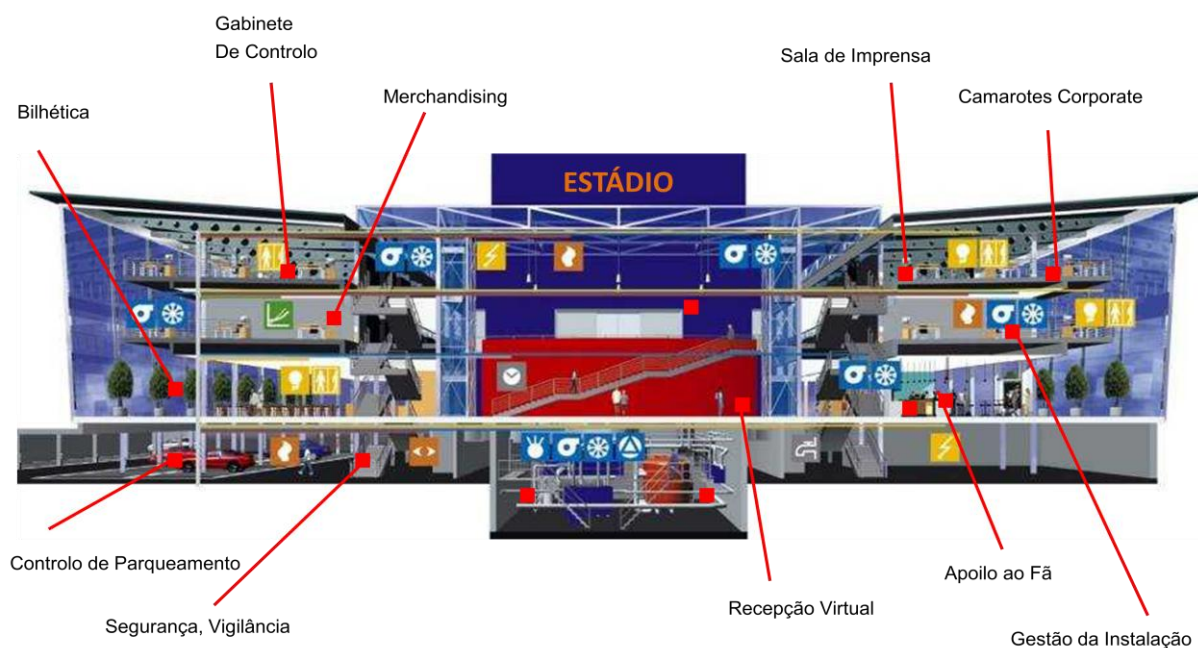 Gabinete
De Controlo
Sala de Imprensa
Merchandising
Camarotes Corporate
Bilhética
ESTÁDIO
Controlo de Parqueamento
Apoilo ao Fã
Recepção Virtual
Segurança, Vigilância
Gestão da Instalação